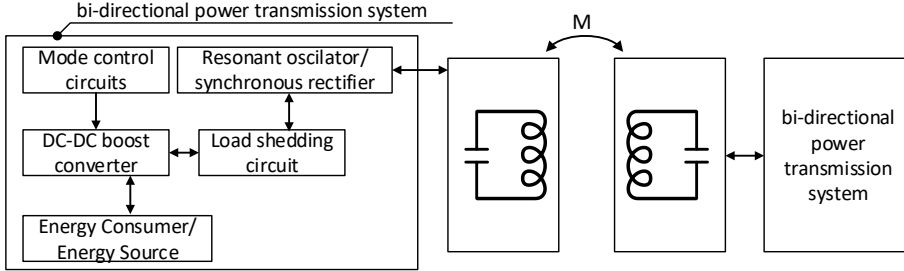 bi-directional power transmission system
M
Mode control
circuits
Resonant oscilator/
synchronous rectifier
DC-DC boost
converter
Load shedding
circuit
Energy Consumer/
Energy Source
bi-directional
power
transmission
system